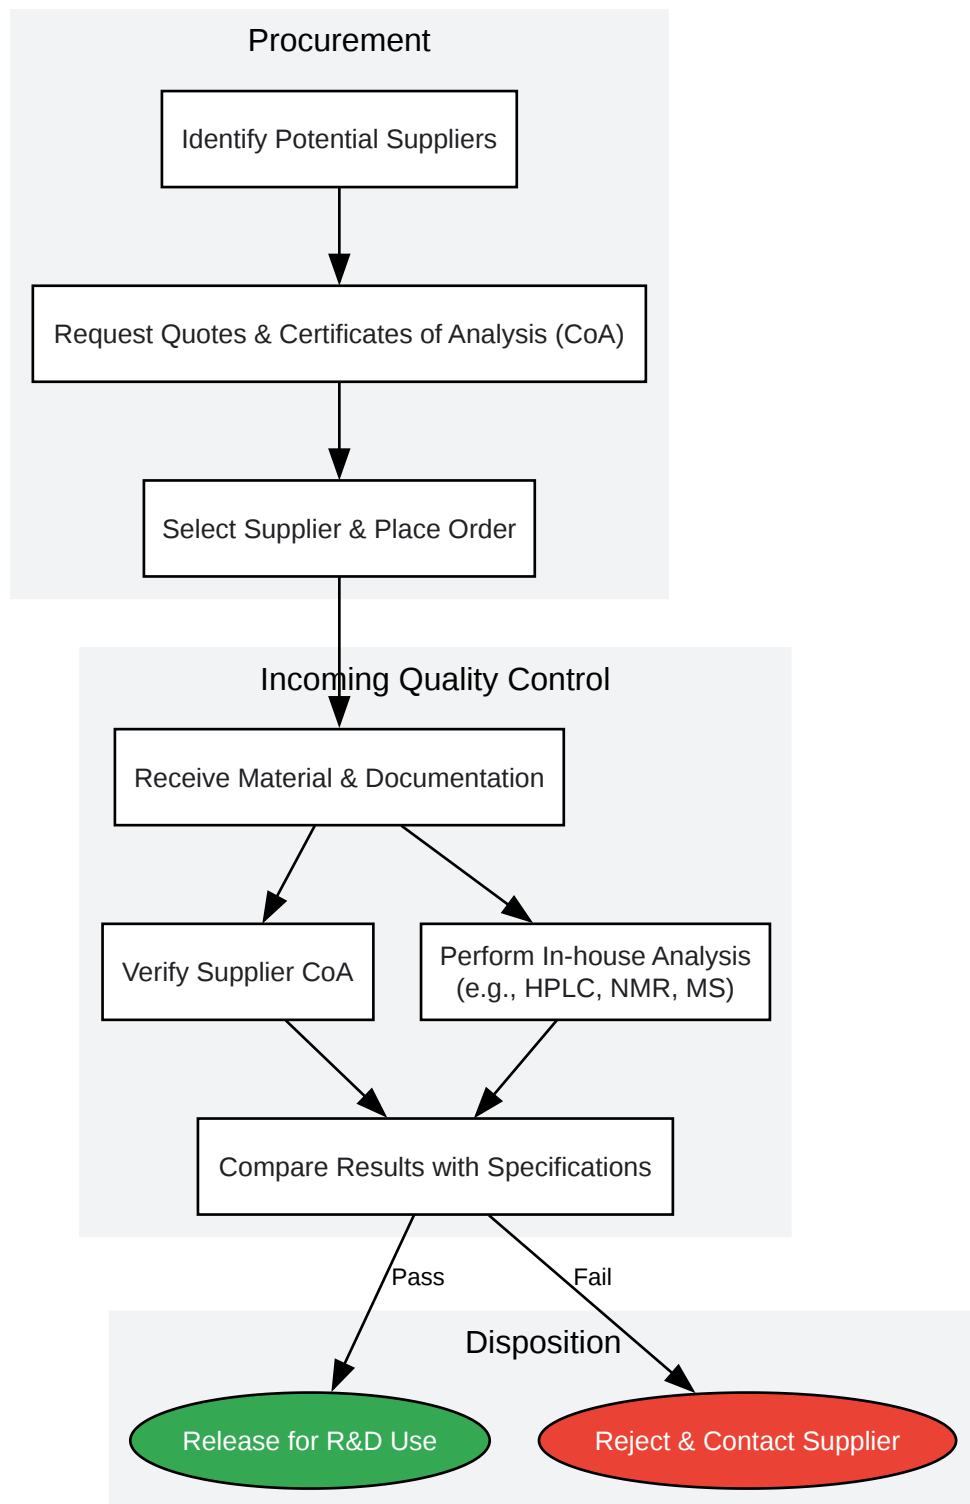 Procurement
Identify Potential Suppliers
Request Quotes & Certificates of Analysis (CoA)
Select Supplier & Place Order
Incoming Quality Control
Receive Material & Documentation
Verify Supplier CoA
Perform In-house Analysis
(e.g., HPLC, NMR, MS)
Compare Results with Specifications
Pass
Fail
Disposition
Release for R&D Use
Reject & Contact Supplier